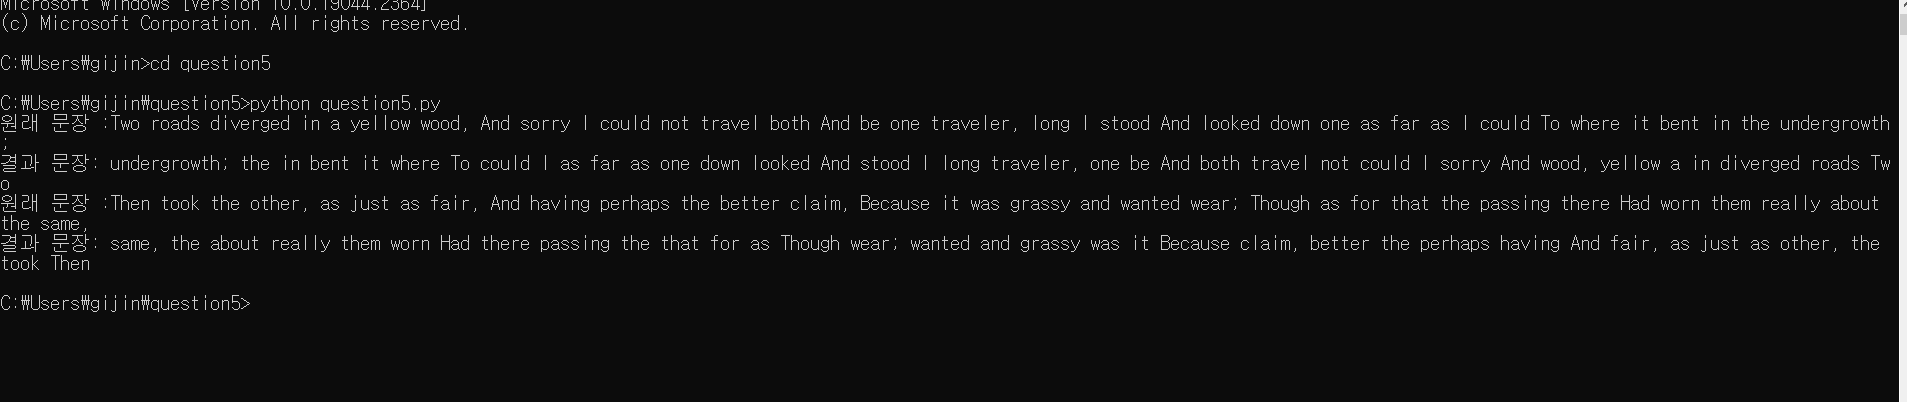 Microsoft Windows [Version 10.0.19044.2364]
(c) Microsoft Corporation. All rights reserved.
C:₩Users₩gijin>cd question5
C:₩Users₩gijin₩question5>python question5.py
원래 문장 :Two roads diverged in a yellow wood, And sorry I could not travel both And be one traveler, long I stood And looked down one as far as I could To where it bent in the undergrowth
;
결과 문장: undergrowth; the in bent it where To could I as far as one down looked And stood I long traveler, one be And both travel not could I sorry And wood, yellow a in diverged roads Tw
o
원래 문장 :Then took the other, as just as fair, And having perhaps the better claim, Because it was grassy and wanted wear; Though as for that the passing there Had worn them really about
the same,
결과 문장: same, the about really them worn Had there passing the that for as Though wear; wanted and grassy was it Because claim, better the perhaps having And fair, as just as other, the
took Then
C:₩Users₩gijin₩question5>